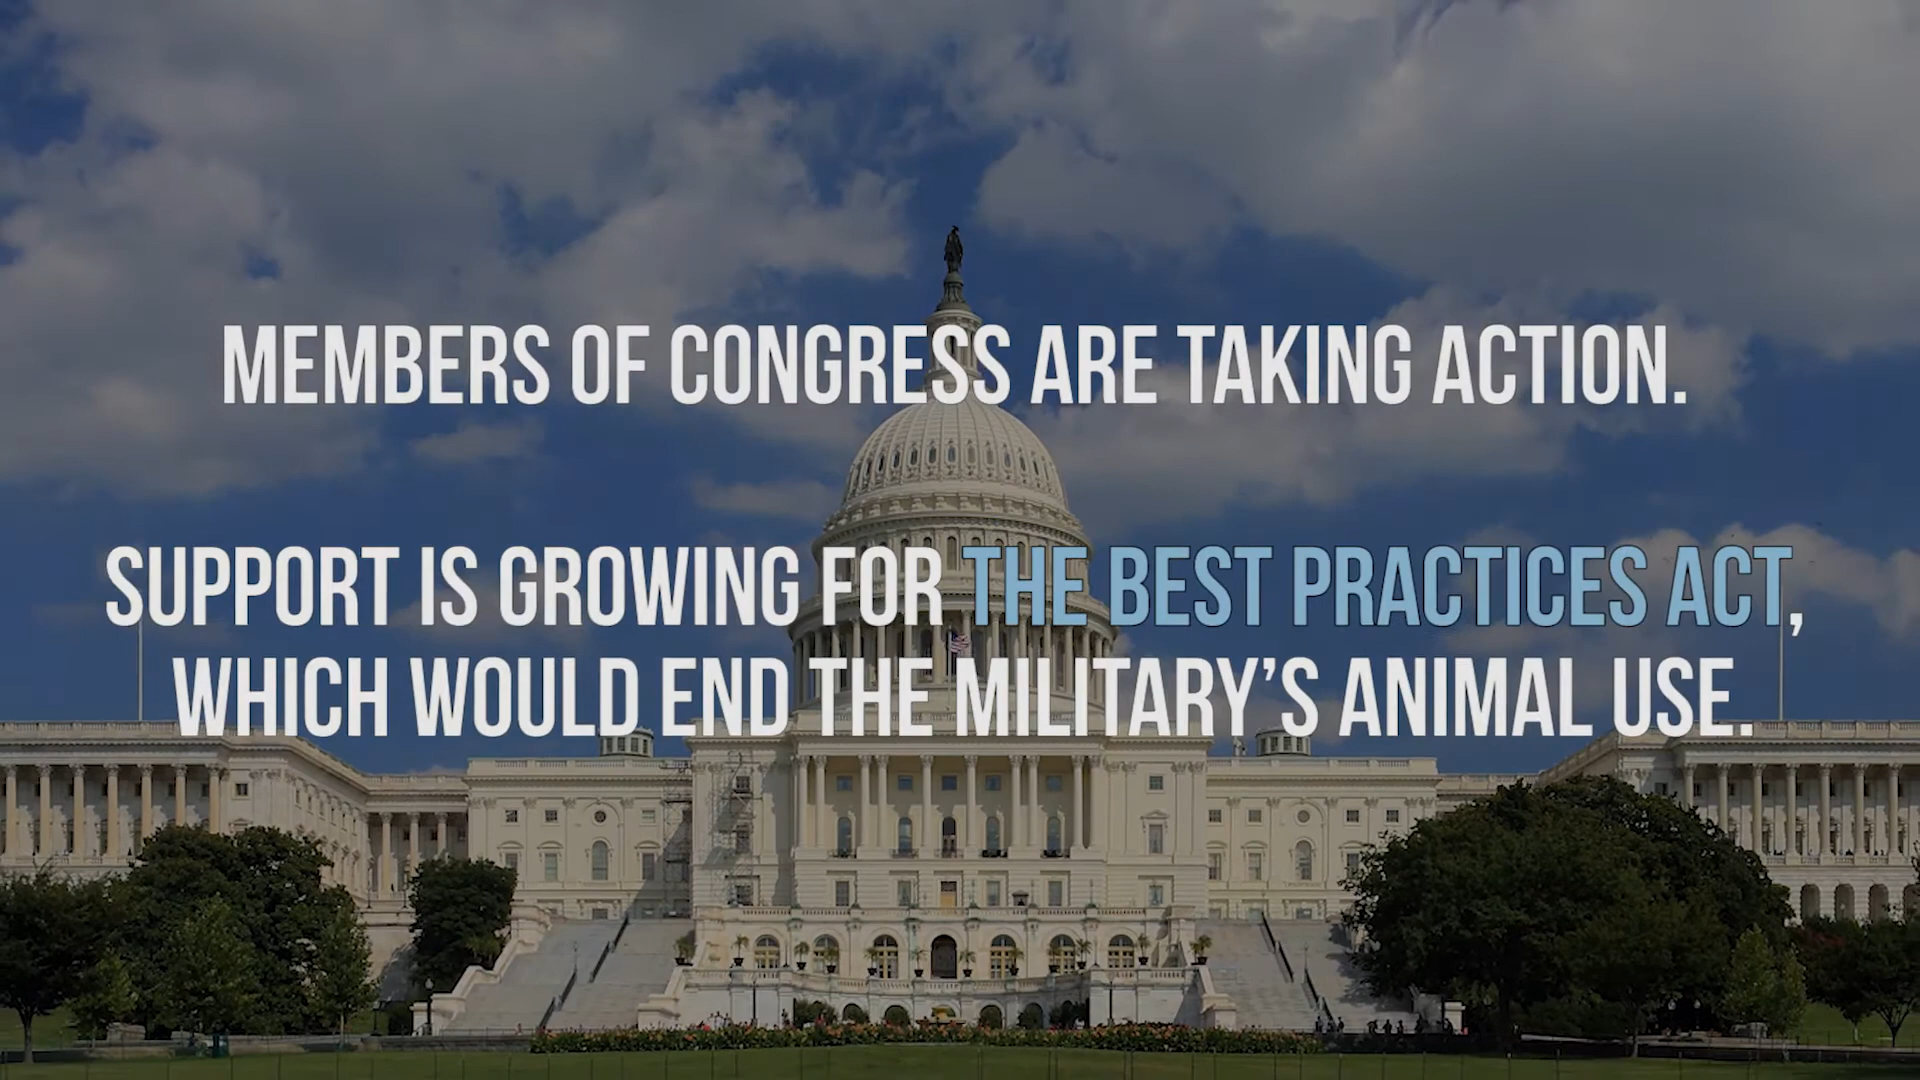 MEMBERS OF CONGRESS ARE TAKING ACTION.
SUPPORT IS GROWING FOR THE BEST PRACTICES ACT,
WHICH WOULD END THE MILITARY’S ANIMAL USE.